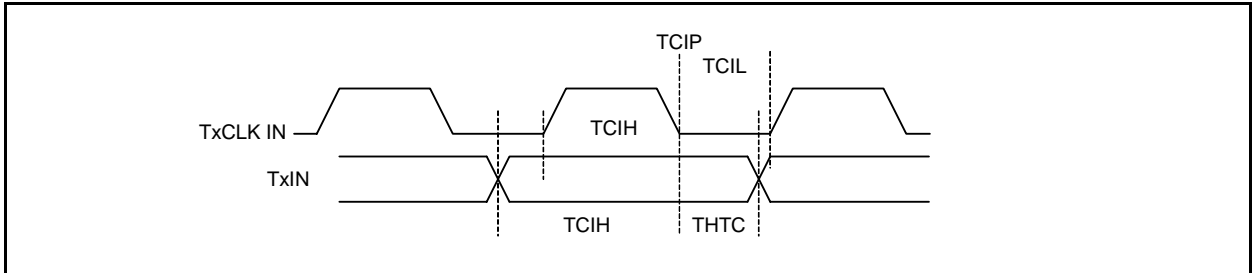 TCIP
TCIL
TxCLK IN
TCIH
TxIN
TCIH
THTC